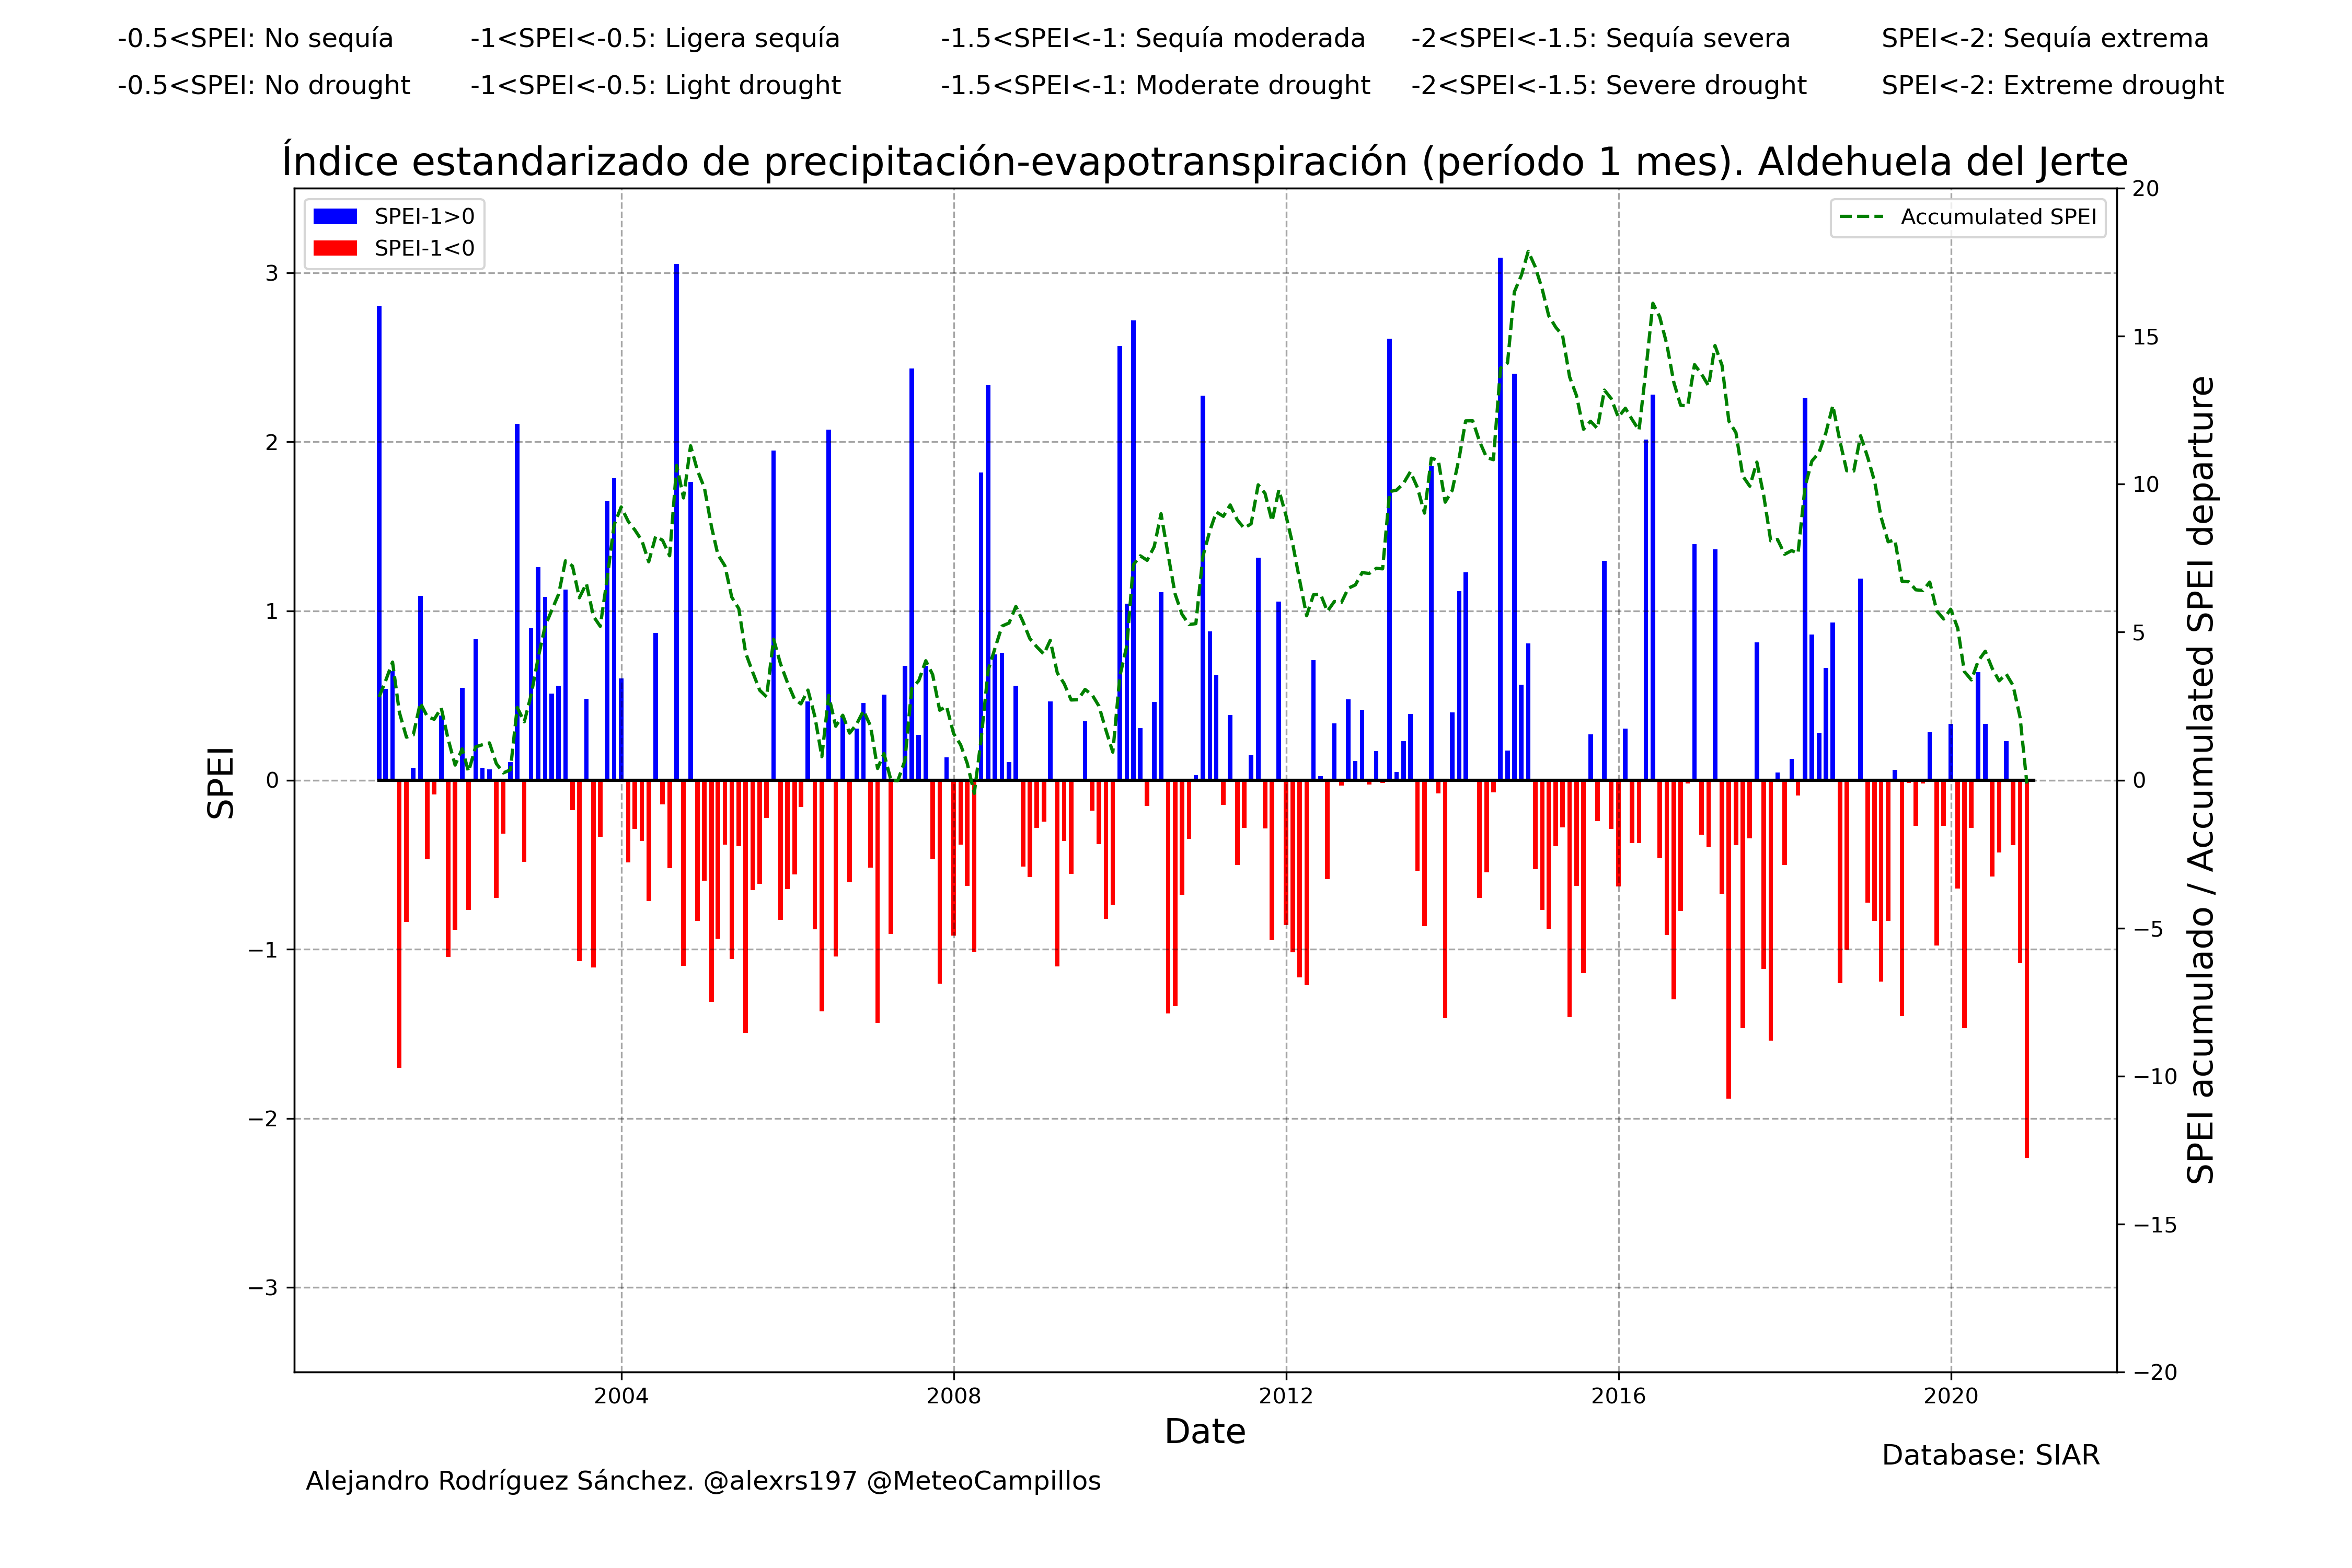 -0.5<SPEI: No sequía -1<SPEI<-0.5: Ligera sequía -1.5<SPEI<-1: Sequía moderada -2<SPEI<-1.5: Sequía severa SPEI<-2: Sequía extrema
-0.5<SPEI: No drought -1<SPEI<-0.5: Light drought -1.5<SPEI<-1: Moderate drought -2<SPEI<-1.5: Severe drought SPEI<-2: Extreme drought
Índice estandarizado de precipitación-evapotranspiración (período 1 mes). Aldehuela del Jerte
SPEI-1>0
SPEI-1<0
Accumulated SPEI
SPEI
3
2
1
0
−1
−2
−3
20
15
10
5
0
−5
−10
−15
−20
SPEI acumulado / Accumulated SPEI departure
2004 2008 2012 2016 2020
Date
Database: SIAR
Alejandro Rodríguez Sánchez. @alexrs197 @MeteoCampillos